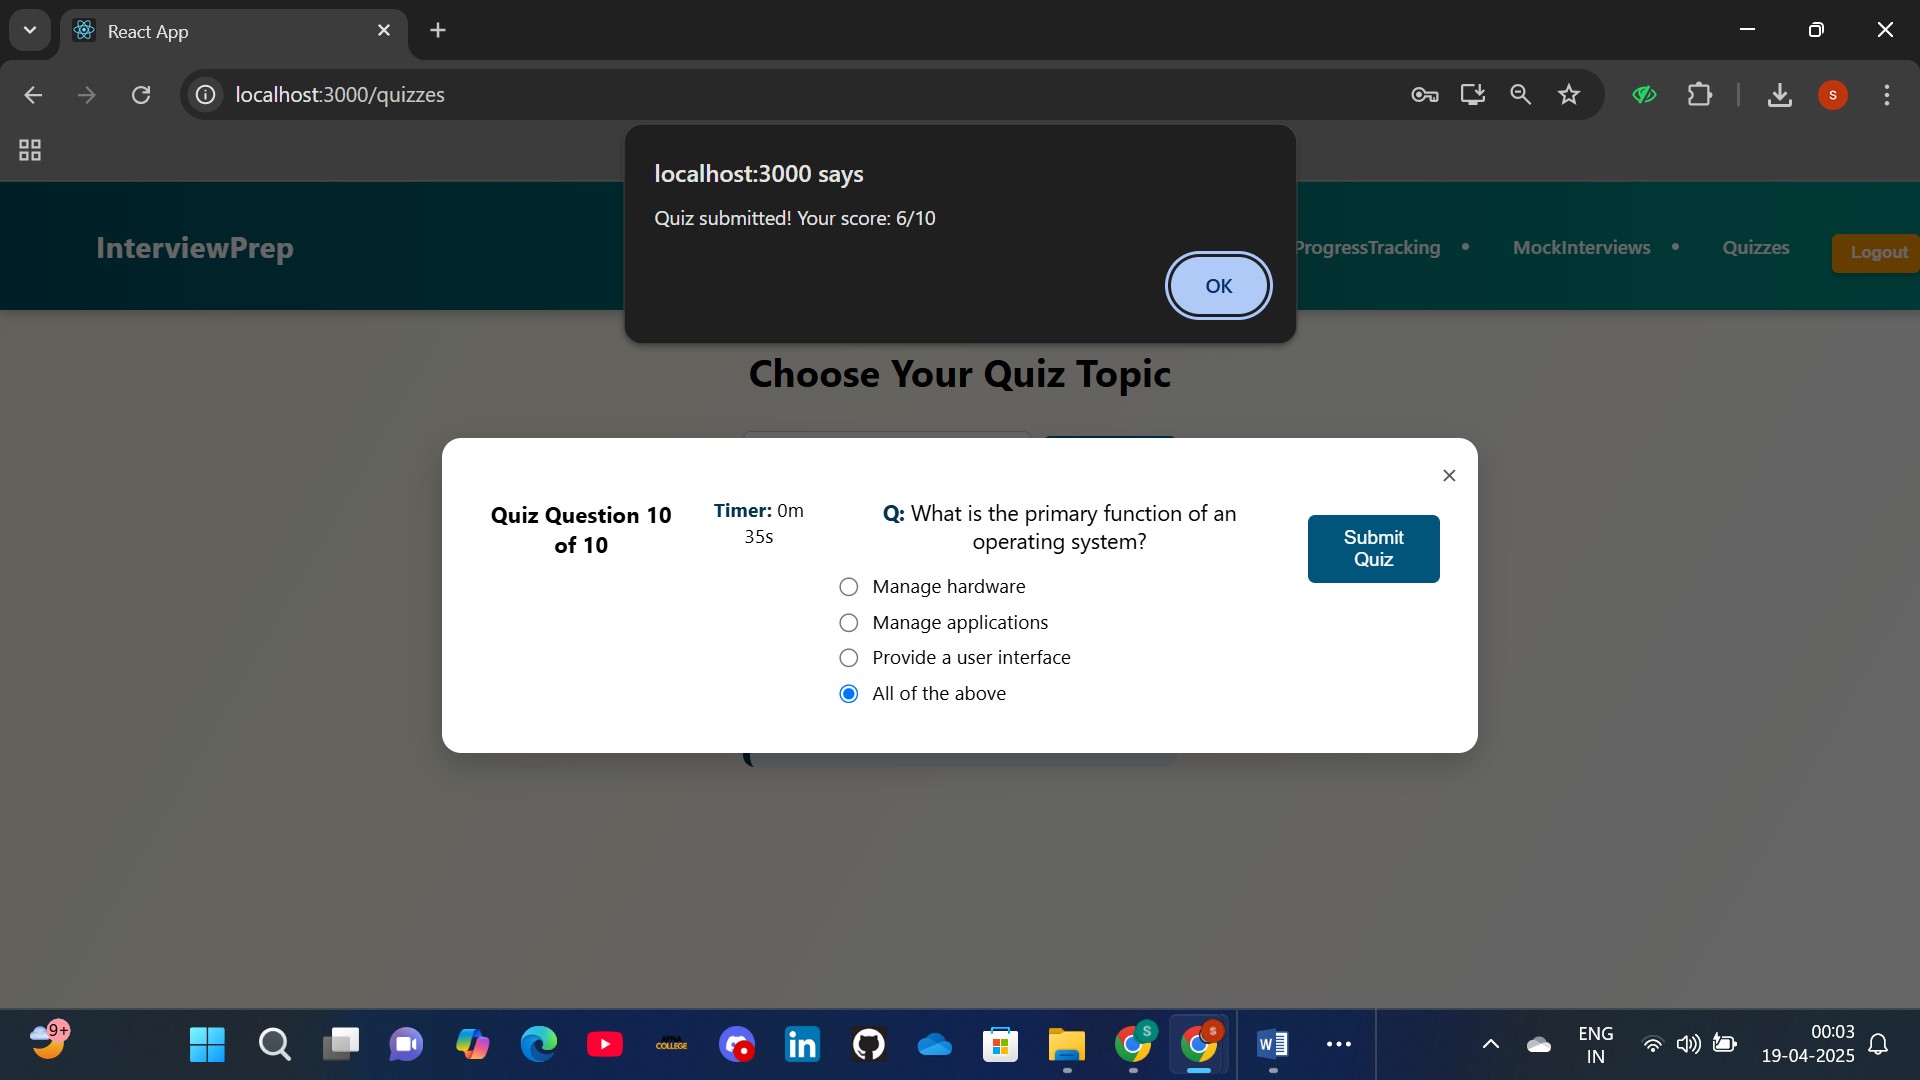 React App
localhost:3000/quizzes
S
localhost:3000 says
Quiz submitted! Your score: 6/10
OK
InterviewPrep
ProgressTracking • MockInterviews • Quizzes
Logout
Choose Your Quiz Topic
Quiz Question 10
of 10
Timer: 0m
35s
Q: What is the primary function of an
operating system?
Manage hardware
Manage applications
Provide a user interface
All of the above
Submit
Quiz
9+
APNA
COLLEGE
in
S
S
W
ENG
IN
00:03
19-04-2025